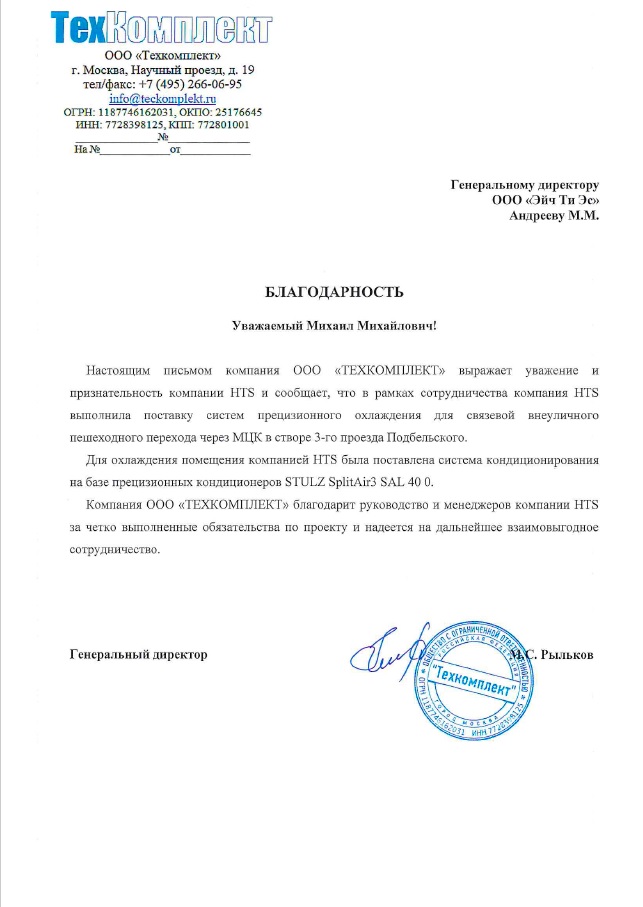 ТехКомплект
ООО «Техкомплект»
г. Москва, Научный проезд, д. 19
тел/факс: +7 (495) 266-06-95
info@teckomplekt.ru
ОГРН: 1187746162031, ОКПО: 25176645
ИНН: 7728398125, КПП: 772801001
______________№______________
На №____________от____________
Генеральному директору
ООО «Эйч Ти Эс»
Андрееву М.М.
БЛАГОДАРНОСТЬ
Уважаемый Михаил Михайлович!
Настоящим письмом компания ООО «ТЕХКОМПЛЕКТ» выражает уважение и
признательность компании HTS и сообщает, что в рамках сотрудничества компания HTS
выполнила поставку систем прецизионного охлаждения для связевой внеуличного
пешеходного перехода через МЦК в створе 3-го проезда Подбельского.
Для охлаждения помещения компанией HTS была поставлена система кондиционирования
на базе прецизионных кондиционеров STULZ SplitAir3 SAL 40 0.
Компания ООО «ТЕХКОМПЛЕКТ» благодарит руководство и менеджеров компании HTS
за четко выполненные обязательства по проекту и надеется на дальнейшее взаимовыгодное
сотрудничество.
Генеральный директор
М.С. Рыльков
ОБЩЕСТВО С ОГРАНИЧЕННОЙ ОТВЕТСТВЕННОСТЬЮ
РОССИЙСКАЯ ФЕДЕРАЦИЯ
"Техкомплект"
ГОРОД МОСКВА
ОГРН 1187746162031 ИНН 7728398125